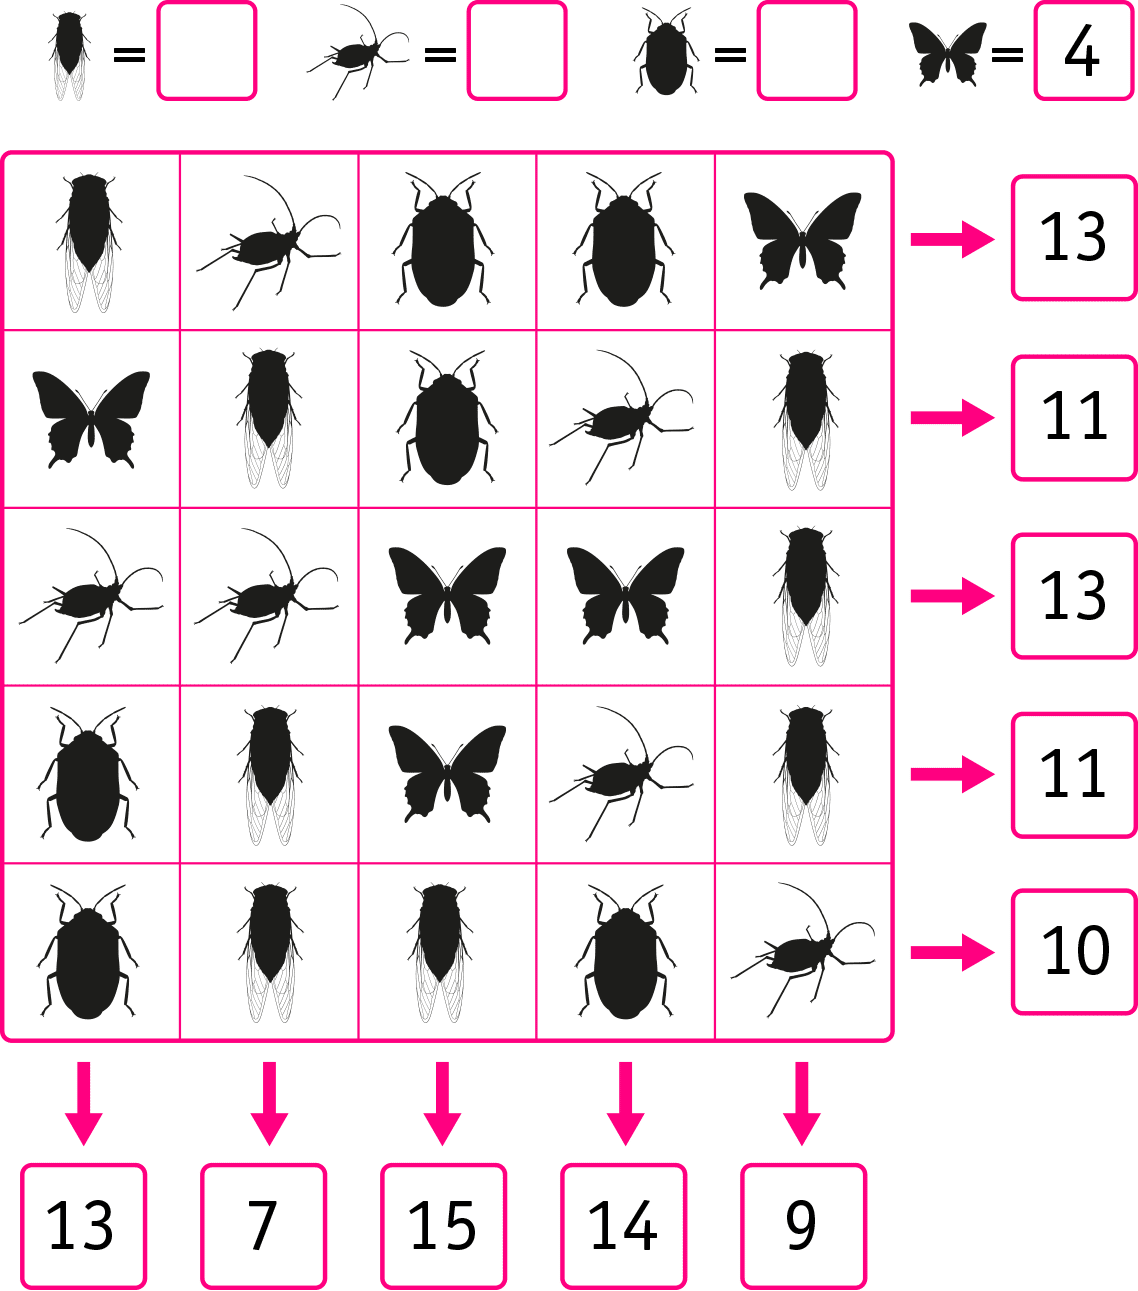 = = = = 4
13
11
13
11
10
13 7 15 14 9